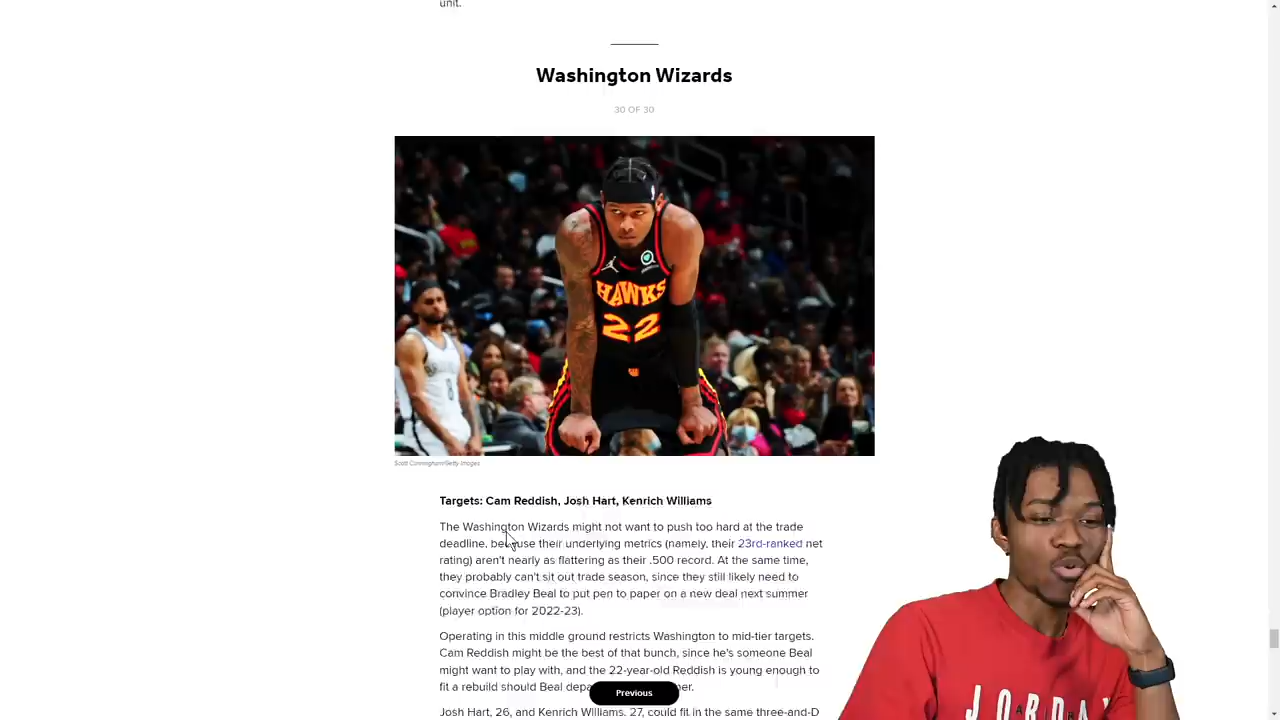 unit.
Washington Wizards
30 OF 30
HAWKS
22
Scott Cunningham/Getty Images
Targets: Cam Reddish, Josh Hart, Kenrich Williams
The Washington Wizards might not want to push too hard at the trade
deadline, because their underlying metrics (namely, their 23rd-ranked net
rating) aren't nearly as flattering as their .500 record. At the same time,
they probably can't sit out trade season, since they still likely need to
convince Bradley Beal to put pen to paper on a new deal next summer
(player option for 2022-23).
Operating in this middle ground restricts Washington to mid-tier targets.
Cam Reddish might be the best of that bunch, since he's someone Beal
might want to play with, and the 22-year-old Reddish is young enough to
fit a rebuild should Beal
Previous
Josh Hart, 26, and Kenrich Williams, 27, could fit in the same three-and-D
JORDAN